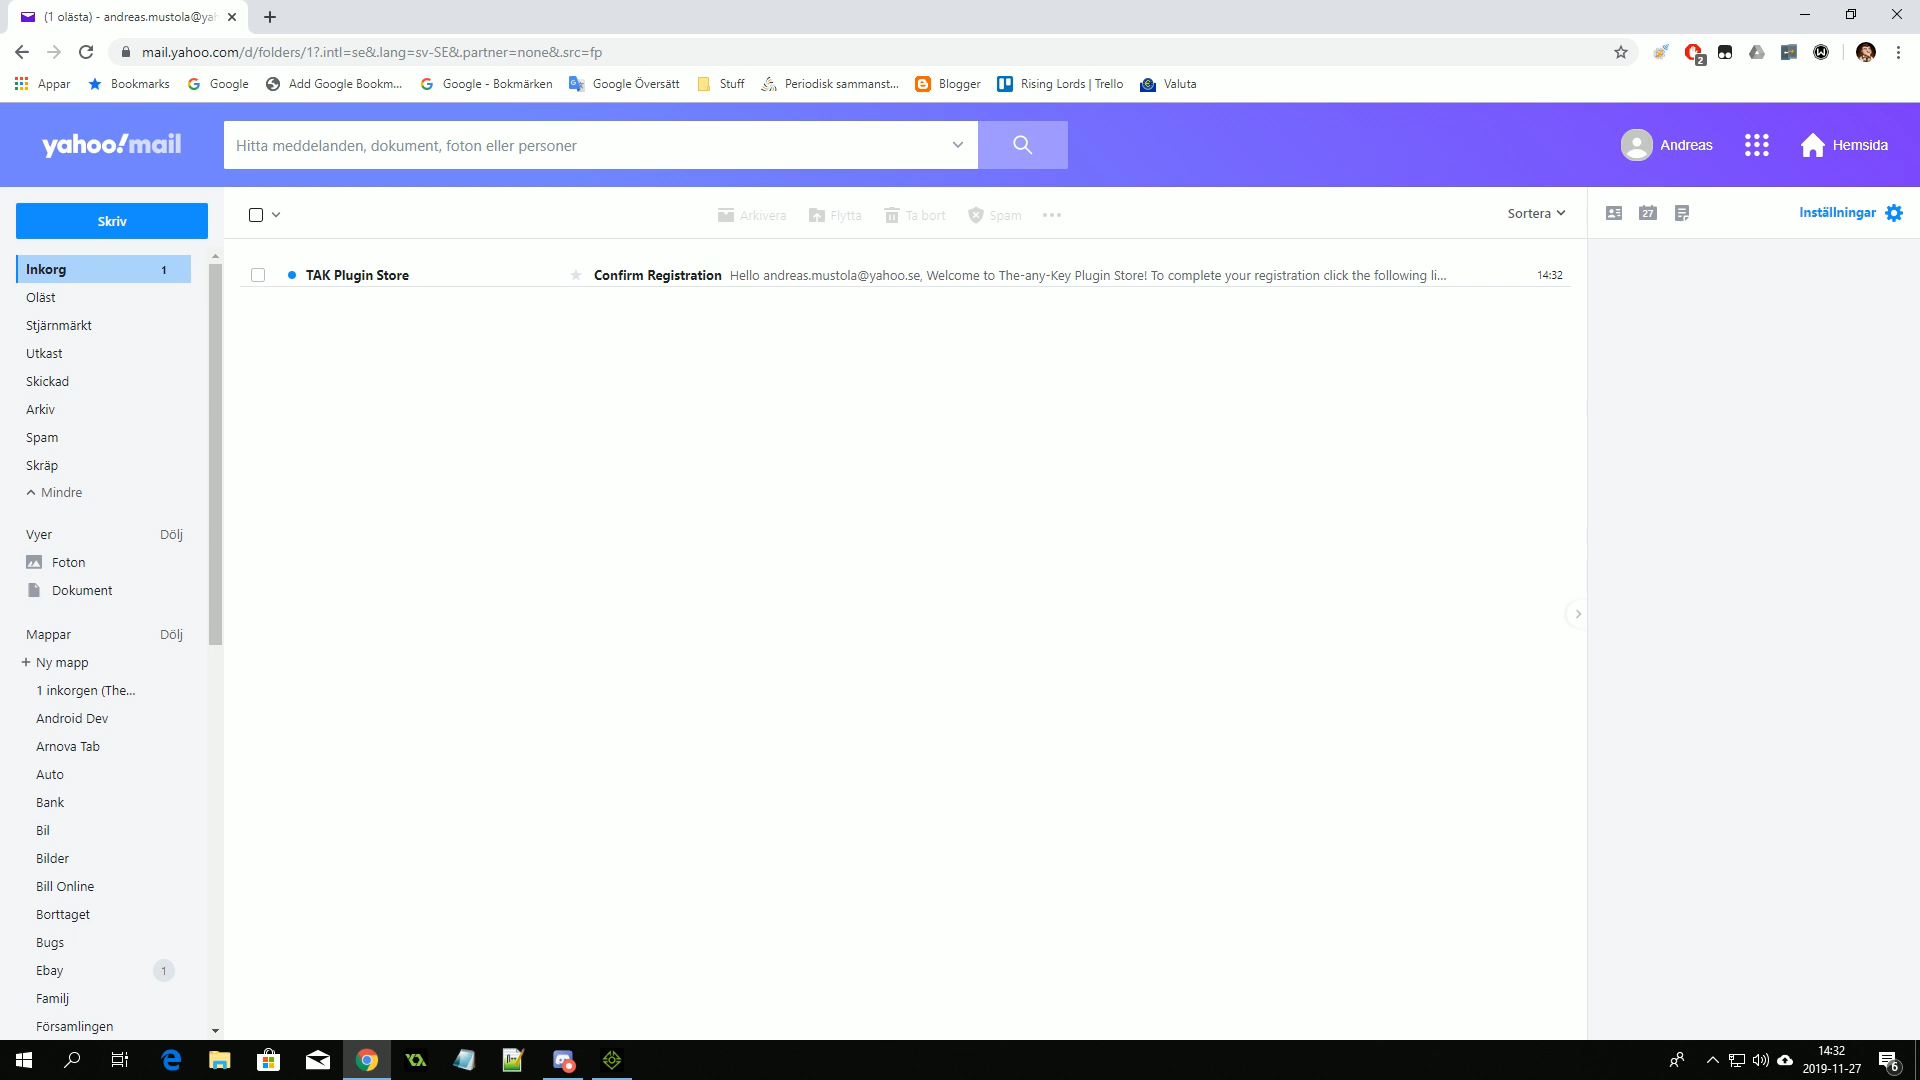 (1 olästa) - andreas.mustola@yah
mail.yahoo.com/d/folders/1?.intl=se&.lang=sv-SE&.partner=none&.src=fp
2
Appar Bookmarks Google Add Google Bookm... Google - Bokmärken Google Översätt Stuff Periodisk sammanst... Blogger Rising Lords | Trello Valuta
yahoo!mail Hitta meddelanden, dokument, foton eller personer Andreas Hemsida
Skriv Arkivera Flytta Ta bort Spam Sortera 27 Inställningar
Inkorg 1 TAK Plugin Store Confirm Registration Hello andreas.mustola@yahoo.se, Welcome to The-any-Key Plugin Store! To complete your registration click the following li... 14:32
Oläst
Stjärnmärkt
Utkast
Skickad
Arkiv
Spam
Skräp
Mindre
Vyer Dölj
Foton
Dokument
Mappar Dölj
+ Ny mapp
1 inkorgen (The...
Android Dev
Arnova Tab
Auto
Bank
Bil
Bilder
Bill Online
Borttaget
Bugs
Ebay 1
Familj
Församlingen
14:32
2019-11-27
6